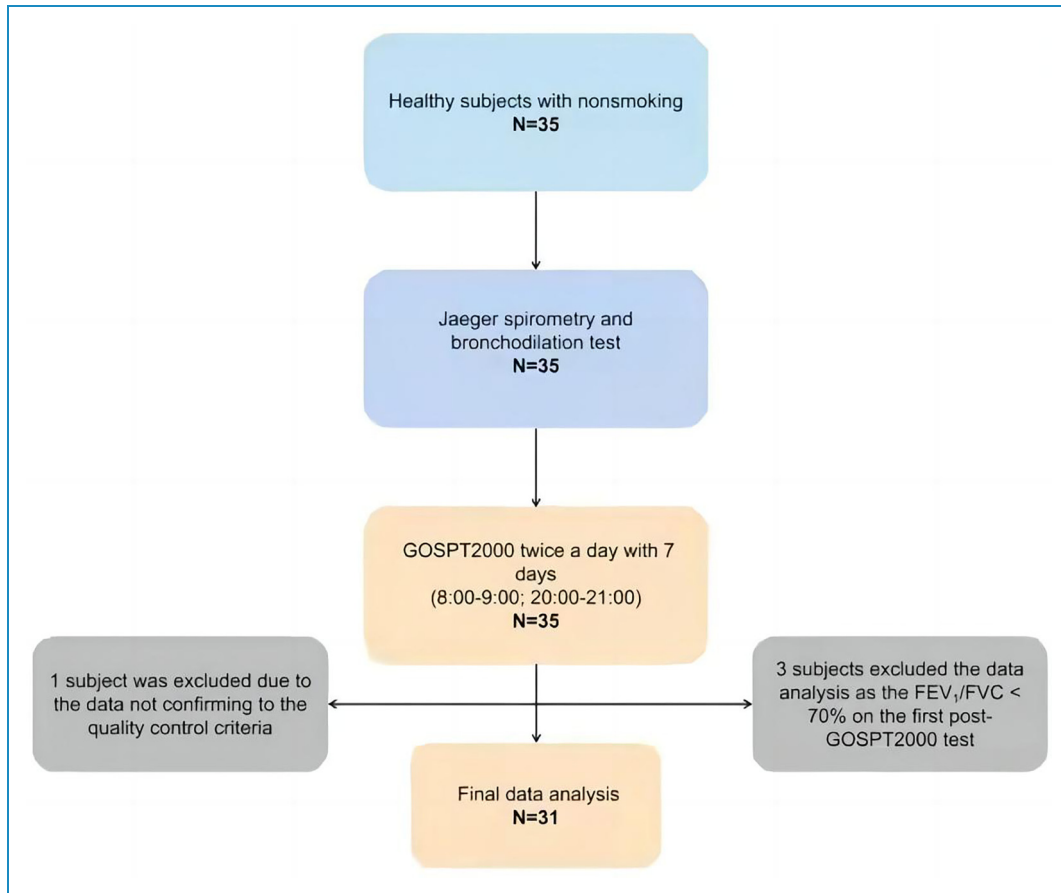 Healthy subjects with nonsmoking
N=35
Jaeger spirometry and
bronchodilation test
N=35
GOSPT2000 twice a day with 7
days
(8:00-9:00; 20:00-21:00)
N=35
1 subject was excluded due to
the data not confirming to the
quality control criteria
3 subjects excluded the data
analysis as the FEV₁/FVC <
70% on the first post-
GOSPT2000 test
Final data analysis
N=31